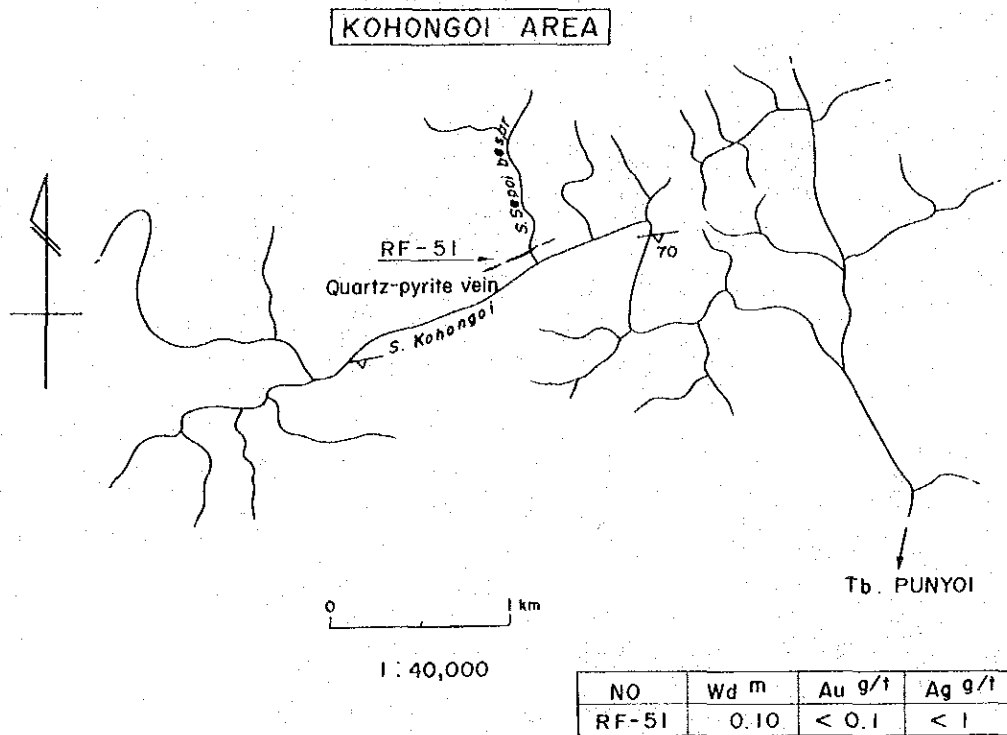 KOHONGOI AREA
S. Sapoi besar
RF-51
70
Quartz-pyrite vein
S. Kohongoi
Tb. PUNYOI
0 1 km
1:40,000
NO Wd m Au g/t Ag g/t
RF-51 0.10 < 0.1 < 1